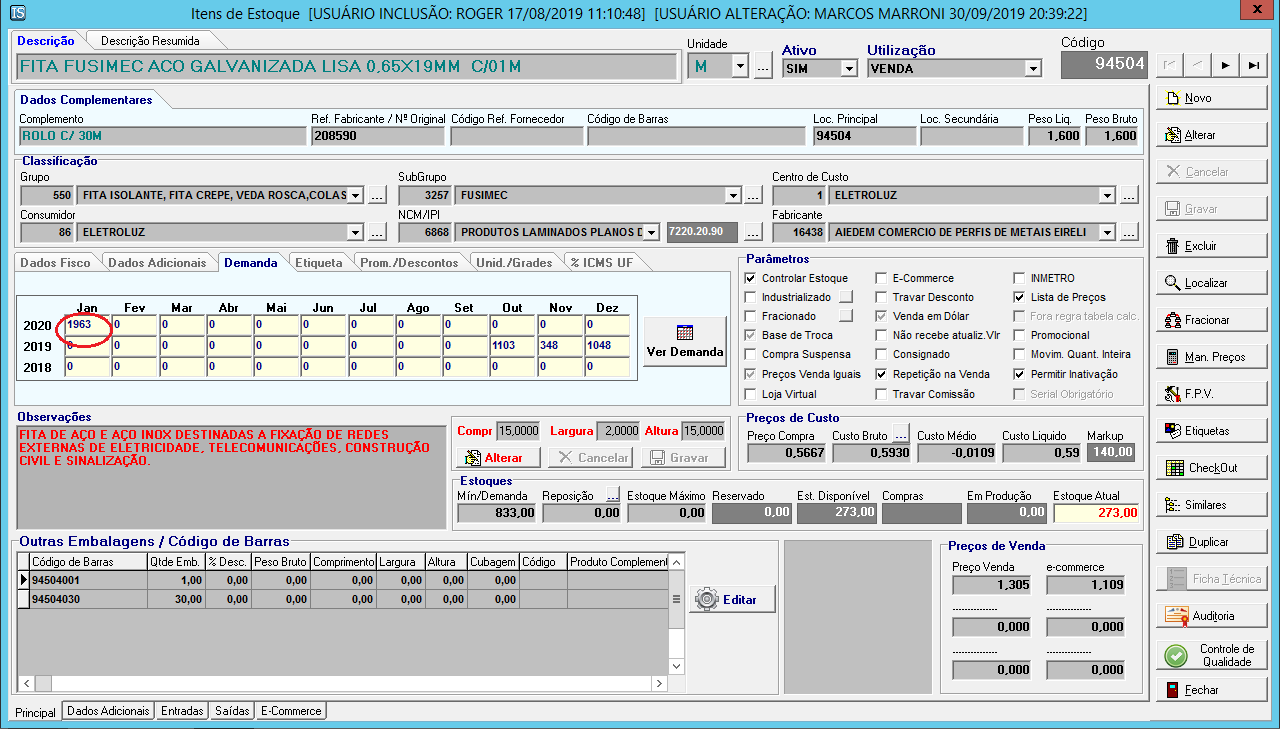 IS Itens de Estoque [USUÁRIO INCLUSÃO: ROGER 17/08/2019 11:10:48] [USUÁRIO ALTERAÇÃO: MARCOS MARRONI 30/09/2019 20:39:22] x
Descrição Descrição Resumida
FITA FUSIMEC ACO GALVANIZADA LISA 0,65X19MM C/01M
Unidade Ativo Utilização Código
M ... SIM VENDA 94504
Dados Complementares
Complemento Ref. Fabricante / Nº Original Código Ref. Fornecedor Código de Barras Loc. Principal Loc. Secundária Peso Liq. Peso Bruto
ROLO C/ 30M 208590 94504 1,600 1,600
Classificação
Grupo SubGrupo Centro de Custo
550 FITA ISOLANTE, FITA CREPE, VEDA ROSCA,COLAS ... 3257 FUSIMEC ... 1 ELETROLUZ ...
Consumidor NCM/IPI Fabricante
86 ELETROLUZ ... 6868 PRODUTOS LAMINADOS PLANOS D 7220.20.90 ... 16438 AIEDEM COMERCIO DE PERFIS DE METAIS EIRELI ...
Dados Fisco Dados Adicionais Demanda Etiqueta Prom./Descontos Unid./Grades % ICMS UF
Jan Fev Mar Abr Mai Jun Jul Ago Set Out Nov Dez
2020 1963 0 0 0 0 0 0 0 0 0 0 0
2019 0 0 0 0 0 0 0 0 0 1103 348 1048
2018 0 0 0 0 0 0 0 0 0 0 0 0
Ver Demanda
Parâmetros
Controlar Estoque E-Commerce INMETRO
Industrializado Travar Desconto Lista de Preços
Fracionado Venda em Dólar Fora regra tabela calc.
Base de Troca Não recebe atualiz.Vlr Promocional
Compra Suspensa Consignado Movim. Quant. Inteira
Preços Venda Iguais Repetição na Venda Permitir Inativação
Loja Virtual Travar Comissão Serial Obrigatório
Observações
FITA DE AÇO E AÇO INOX DESTINADAS A FIXAÇÃO DE REDES
EXTERNAS DE ELETRICIDADE, TELECOMUNICAÇÕES, CONSTRUÇÃO
CIVIL E SINALIZAÇÃO.
Compr 15,0000 Largura 2,0000 Altura 15,0000
Alterar Cancelar Gravar
Preços de Custo
Preço Compra Custo Bruto ... Custo Médio Custo Liquido Markup
0,5667 0,5930 -0,0109 0,59 140,00
Estoques
Mín/Demanda Reposição ... Estoque Máximo Reservado Est. Disponível Compras Em Produção Estoque Atual
833,00 0,00 0,00 0,00 273,00 0,00 273,00
Outras Embalagens / Código de Barras
Código de Barras Qtde Emb. % Desc. Peso Bruto Comprimento Largura Altura Cubagem Código Produto Complement
94504001 1,00 0,00 0,00 0,00 0,00 0,00 0,00
94504030 30,00 0,00 0,00 0,00 0,00 0,00 0,00
Editar
Preços de Venda
Preço Venda e-commerce
1,305 1,109
--------------- ---------------
0,000 0,000
--------------- ---------------
0,000 0,000
Principal Dados Adicionais Entradas Saídas E-Commerce
Novo
Alterar
Cancelar
Gravar
Excluir
Localizar
Fracionar
Man. Preços
F.P.V.
Etiquetas
CheckOut
Similares
Duplicar
Ficha Técnica
Auditoria
Controle de
Qualidade
Fechar